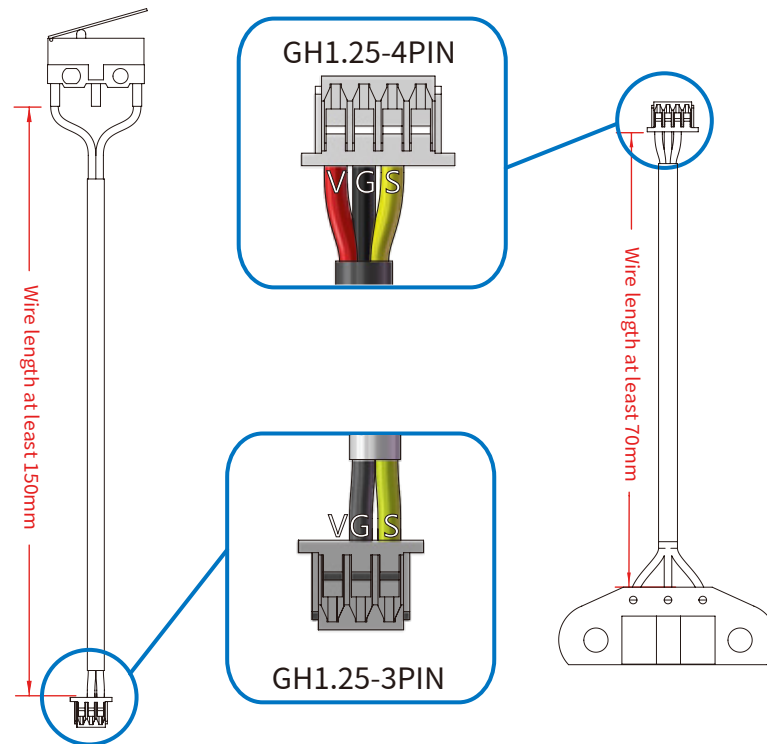 GH1.25-4PIN
V G S
Wire length at least 150mm
Wire length at least 70mm
V G S
GH1.25-3PIN